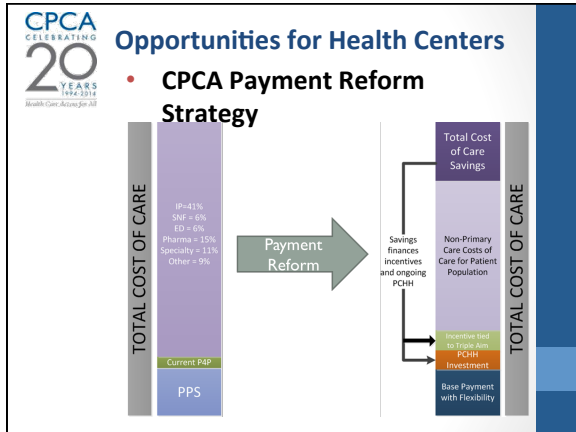 CPCA
CELEBRATING
20
YEARS
1994-2014
Health Care Access for All
Opportunities for Health Centers
• CPCA Payment Reform
Strategy
TOTAL COST OF CARE
IP=41%
SNF = 6%
ED = 6%
Pharma = 15%
Specialty = 11%
Other = 9%
Current P4P
PPS
Payment
Reform
Savings
finances
incentives
and ongoing
PCHH
Total Cost
of Care
Savings
Non-Primary
Care Costs of
Care for Patient
Population
Incentive tied
to Triple Aim
PCHH
Investment
Base Payment
with Flexibility
TOTAL COST OF CARE